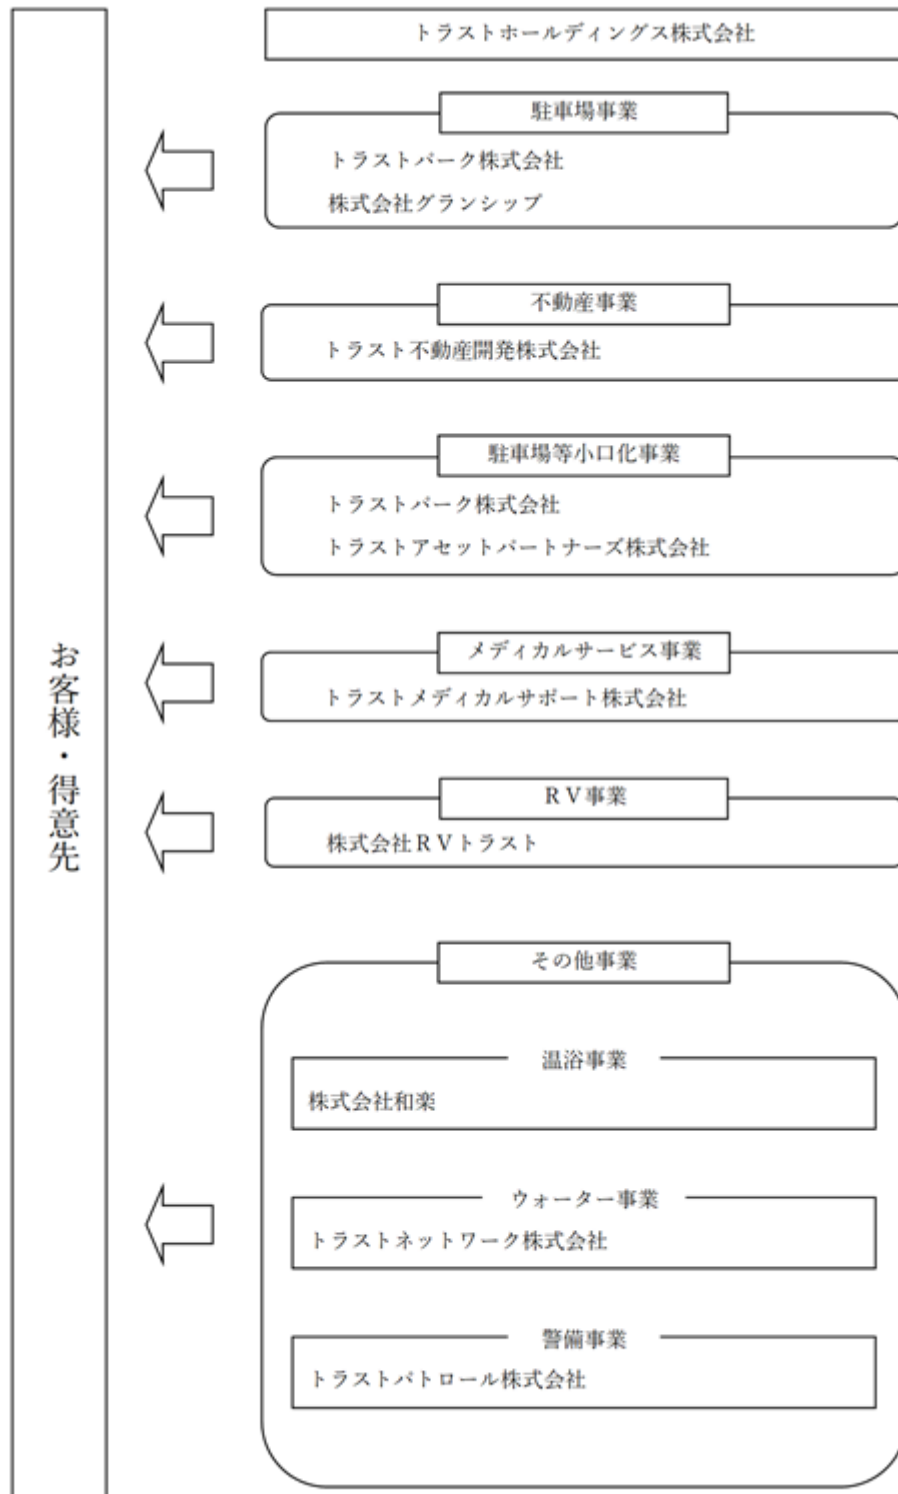 トラストホールディングス株式会社
駐車場事業
トラストパーク株式会社
株式会社グランシップ
不動産事業
トラスト不動産開発株式会社
駐車場等小口化事業
トラストパーク株式会社
トラストアセットパートナーズ株式会社
メディカルサービス事業
トラストメディカルサポート株式会社
ＲＶ事業
株式会社ＲＶトラスト
その他事業
温浴事業
株式会社和楽
ウォーター事業
トラストネットワーク株式会社
警備事業
トラストパトロール株式会社
お客様・得意先